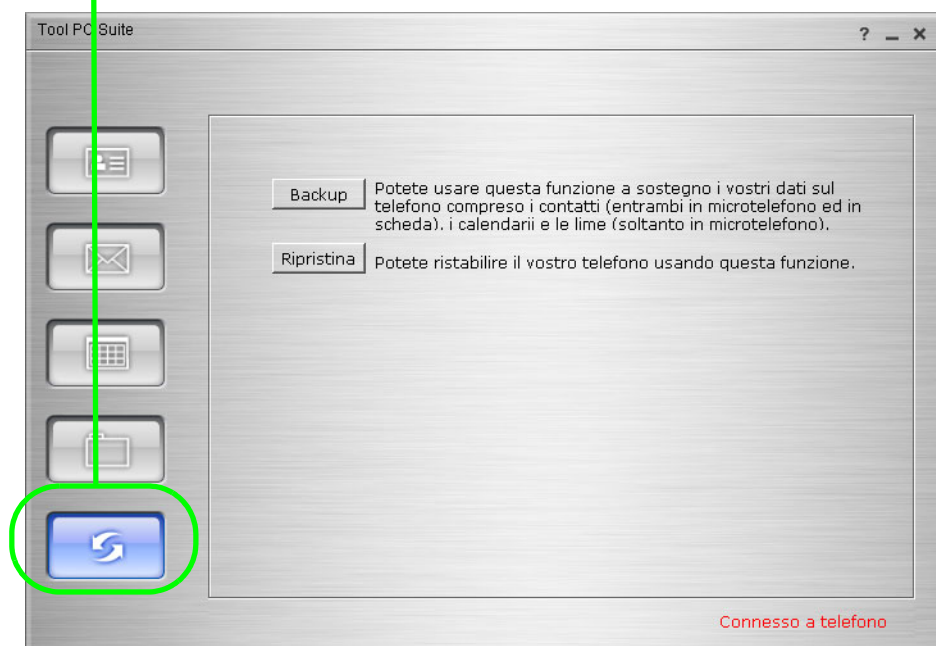 Tool PC Suite
? _ ×
Backup
Potete usare questa funzione a sostegno i vostri dati sul
telefono compreso i contatti (entrambi in microtelefono ed in
scheda), i calendarii e le lime (soltanto in microtelefono).
Ripristina
Potete ristabilire il vostro telefono usando questa funzione.
Connesso a telefono